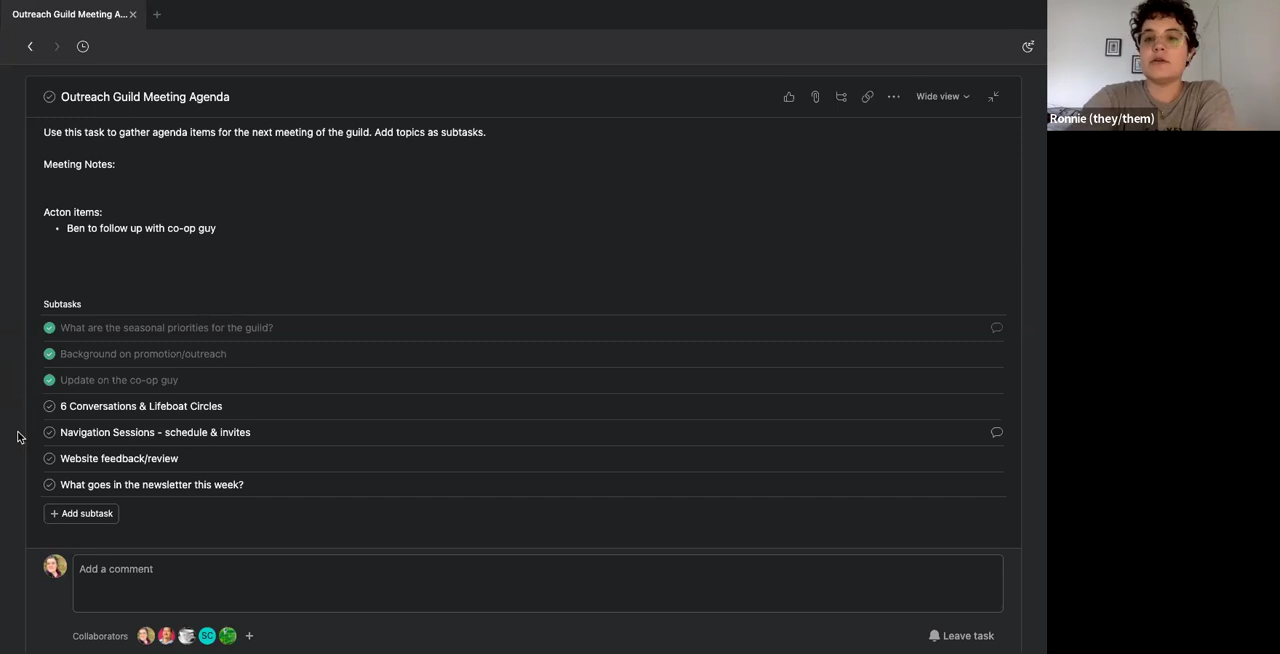 Outreach Guild Meeting A...
Outreach Guild Meeting Agenda
Wide view
Use this task to gather agenda items for the next meeting of the guild. Add topics as subtasks.
Meeting Notes:
Acton items:
• Ben to follow up with co-op guy
Subtasks
What are the seasonal priorities for the guild?
Background on promotion/outreach
Update on the co-op guy
6 Conversations & Lifeboat Circles
Navigation Sessions - schedule & invites
Website feedback/review
What goes in the newsletter this week?
+ Add subtask
Add a comment
Collaborators
SC
Leave task
Ronnie (they/them)